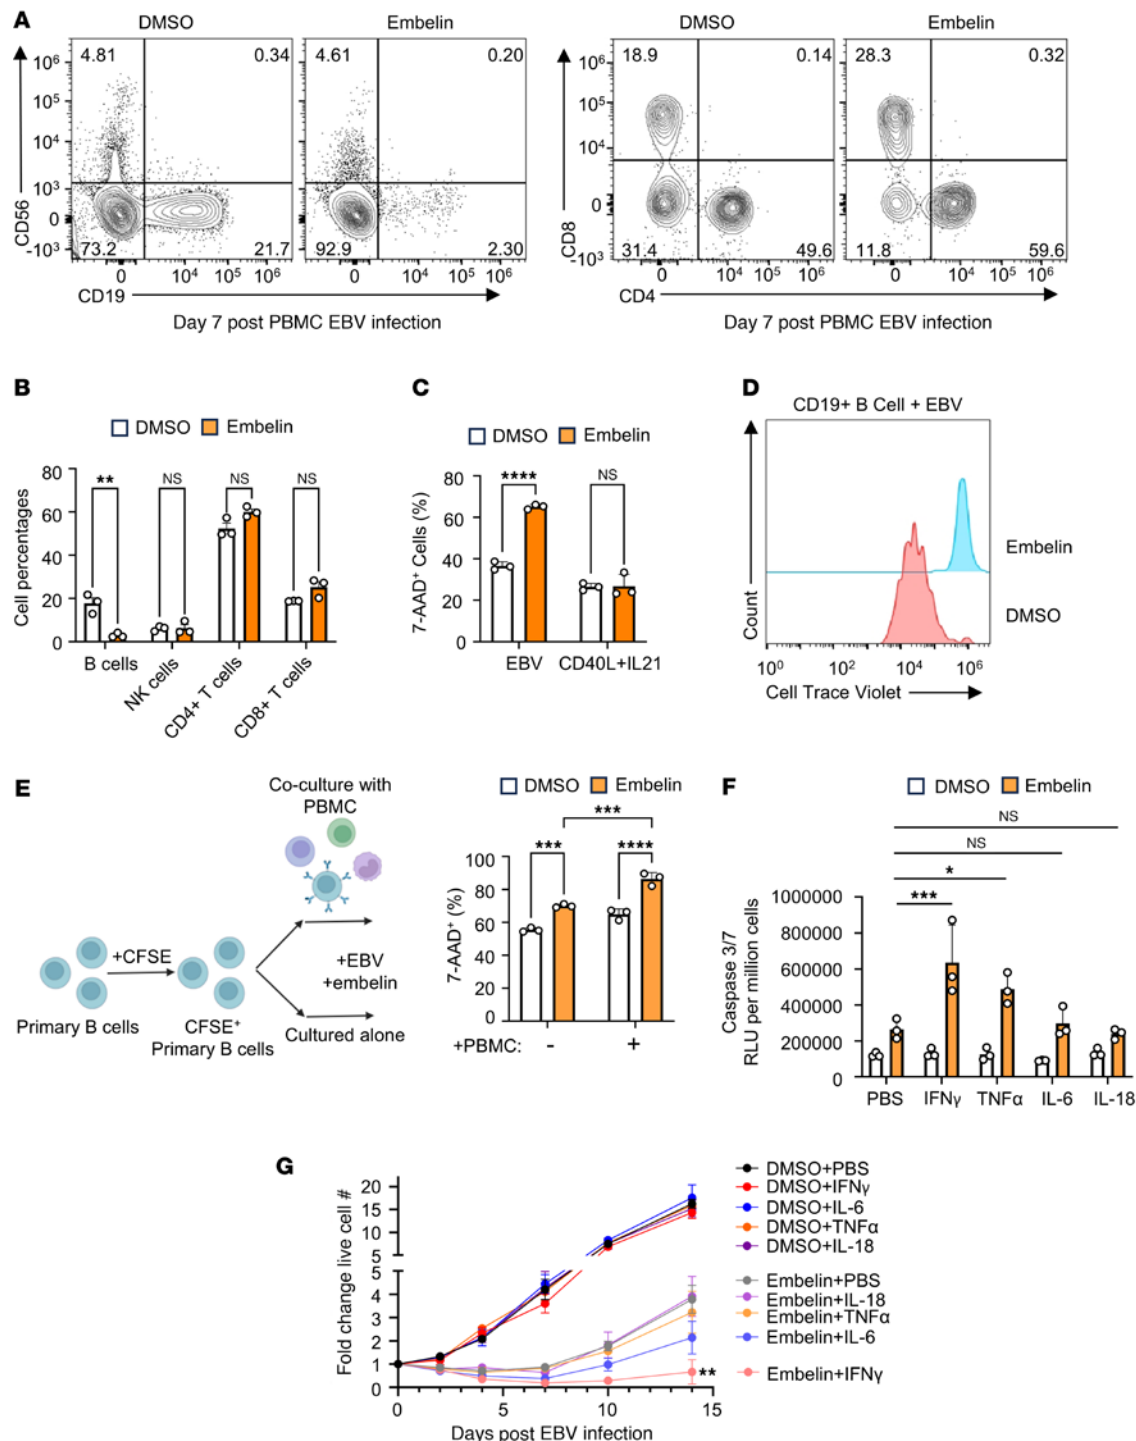 A
DMSO
Embelin
DMSO
Embelin
4.81
0.34
4.61
0.20
18.9
0.14
28.3
0.32
10⁶
10⁵
10⁴
10³
0
-10³
CD56
73.2
21.7
92.9
2.30
0
10⁴
10⁵
10⁶
0
10⁴
10⁵
10⁶
CD19
Day 7 post PBMC EBV infection
10⁶
10⁵
10⁴
0
-10³
CD8
31.4
49.6
11.8
59.6
0
10⁴
10⁵
10⁶
0
10⁴
10⁵
10⁶
CD4
Day 7 post PBMC EBV infection
B
DMSO
Embelin
Cell percentages
80
60
40
20
0
**
NS
NS
NS
B cells
NK cells
CD4+ T cells
CD8+ T cells
C
DMSO
Embelin
7-AAD⁺ Cells (%)
80
60
40
20
0
****
NS
EBV
CD40L+IL21
D
CD19+ B Cell + EBV
Count
Embelin
DMSO
10⁰
10²
10⁴
10⁶
Cell Trace Violet
E
Co-culture with
PBMC
+CFSE
+EBV
+embelin
Primary B cells
CFSE⁺
Primary B cells
Cultured alone
DMSO
Embelin
***
***
****
7-AAD⁺ (%)
100
80
60
40
20
0
+PBMC:
-
+
F
DMSO
Embelin
NS
NS
*
***
Caspase 3/7
RLU per million cells
1000000
800000
600000
400000
200000
0
PBS
IFNγ
TNFα
IL-6
IL-18
G
Fold change live cell #
20
15
10
5
5
4
3
2
1
0
0
5
10
15
Days post EBV infection
**
DMSO+PBS
DMSO+IFNγ
DMSO+IL-6
DMSO+TNFα
DMSO+IL-18
Embelin+PBS
Embelin+IL-18
Embelin+TNFα
Embelin+IL-6
Embelin+IFNγ